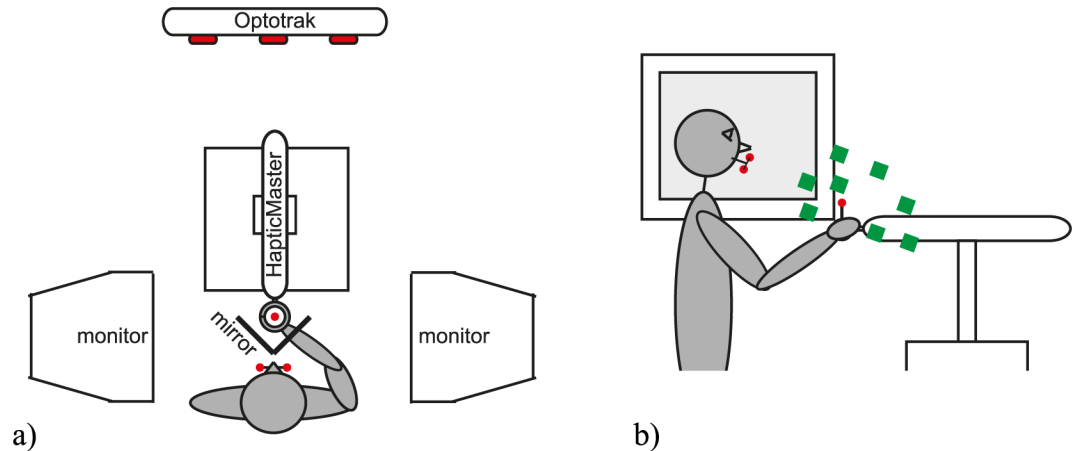 Optotrak
HapticMaster
mirror
monitor
monitor
a)
b)